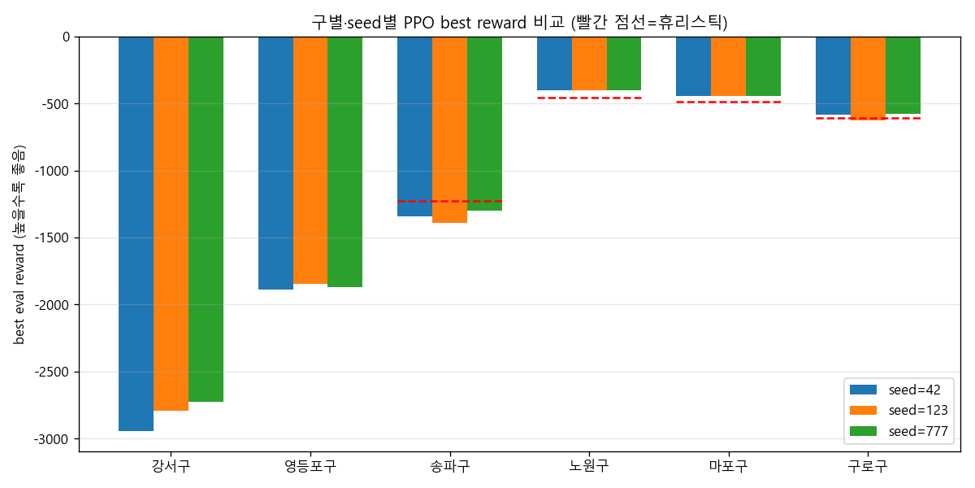 구별·seed별 PPO best reward 비교 (빨간 점선=휴리스틱)
best eval reward (높을수록 좋음)
0
-500
-1000
-1500
-2000
-2500
-3000
강서구
영등포구
송파구
노원구
마포구
구로구
seed=42
seed=123
seed=777